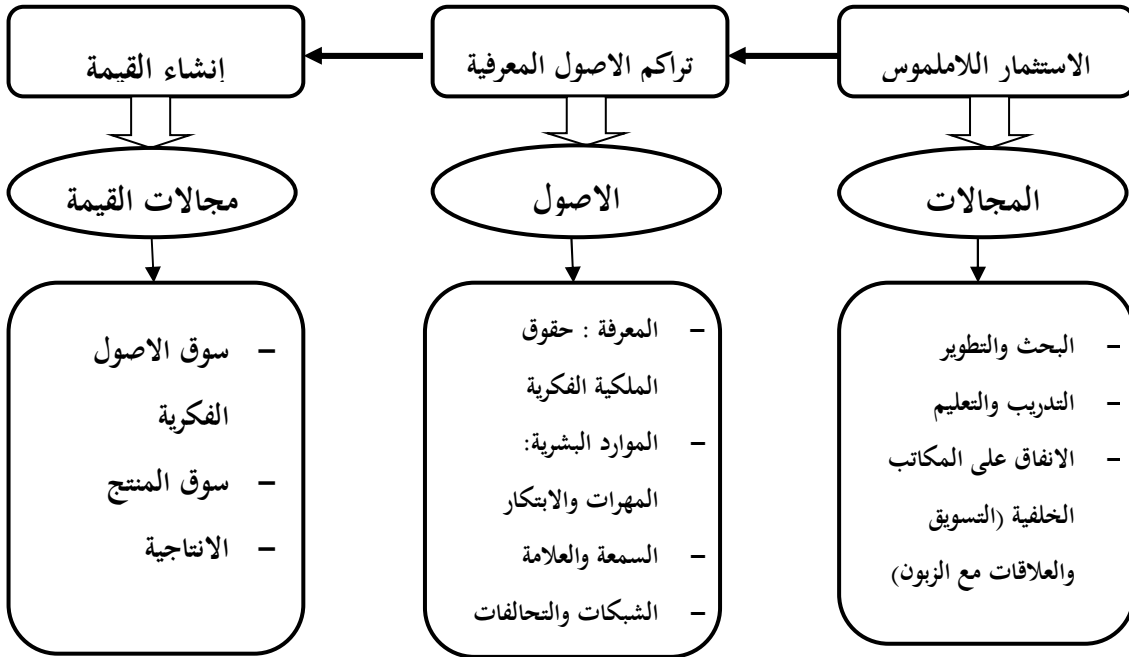 الاستثمار اللاملموس
تراكم الاصول المعرفية
إنشاء القيمة
المجالات
الاصول
مجالات القيمة
– البحث والتطوير
– التدريب والتعليم
– الانفاق على المكاتب
الخلفية (التسويق
والعلاقات مع الزبون)
– المعرفة : حقوق
الملكية الفكرية
– الموارد البشرية:
المهرات والابتكار
– السمعة والعلامة
– الشبكات والتحالفات
– سوق الاصول
الفكرية
– سوق المنتج
– الانتاجية